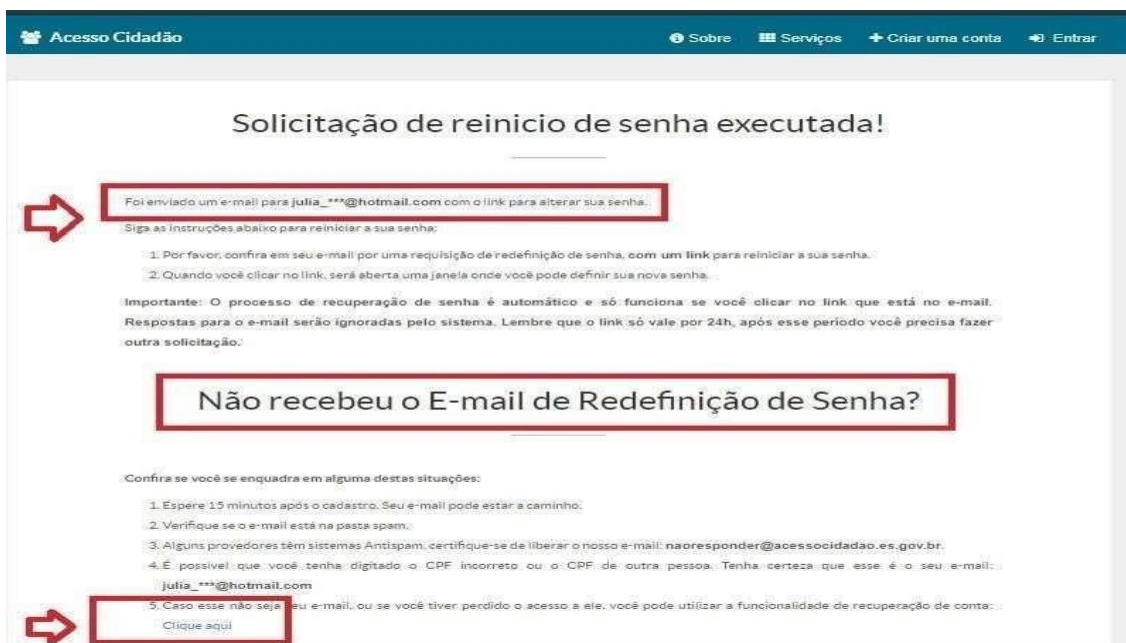 Acesso Cidadão
Sobre Serviços Criar uma conta Entrar
Solicitação de reinicio de senha executada!
Foi enviado um e-mail para julia_***@hotmail.com com o link para alterar sua senha.
Siga as instruções abaixo para reiniciar a sua senha:
1. Por favor, confira em seu e-mail por uma requisição de redefinição de senha, com um link para reiniciar a sua senha.
2. Quando você clicar no link, será aberta uma janela onde você pode definir sua nova senha.
Importante: O processo de recuperação de senha é automático e só funciona se você clicar no link que está no e-mail.
Respostas para o e-mail serão ignoradas pelo sistema. Lembre que o link só vale por 24h, após esse período você precisa fazer
outra solicitação.
Não recebeu o E-mail de Redefinição de Senha?
Confira se você se enquadra em alguma destas situações:
1. Espere 15 minutos após o cadastro. Seu e-mail pode estar a caminho.
2. Verifique se o e-mail está na pasta spam.
3. Alguns provedores têm sistemas Antispam, certifique-se de liberar o nosso e-mail: naoresponder@acessocidadao.es.gov.br.
4. É possível que você tenha digitado o CPF incorreto ou o CPF de outra pessoa. Tenha certeza que esse é o seu e-mail:
julia_***@hotmail.com
5. Caso esse não seja seu e-mail, ou se você tiver perdido o acesso a ele, você pode utilizar a funcionalidade de recuperação de conta:
Clique aqui